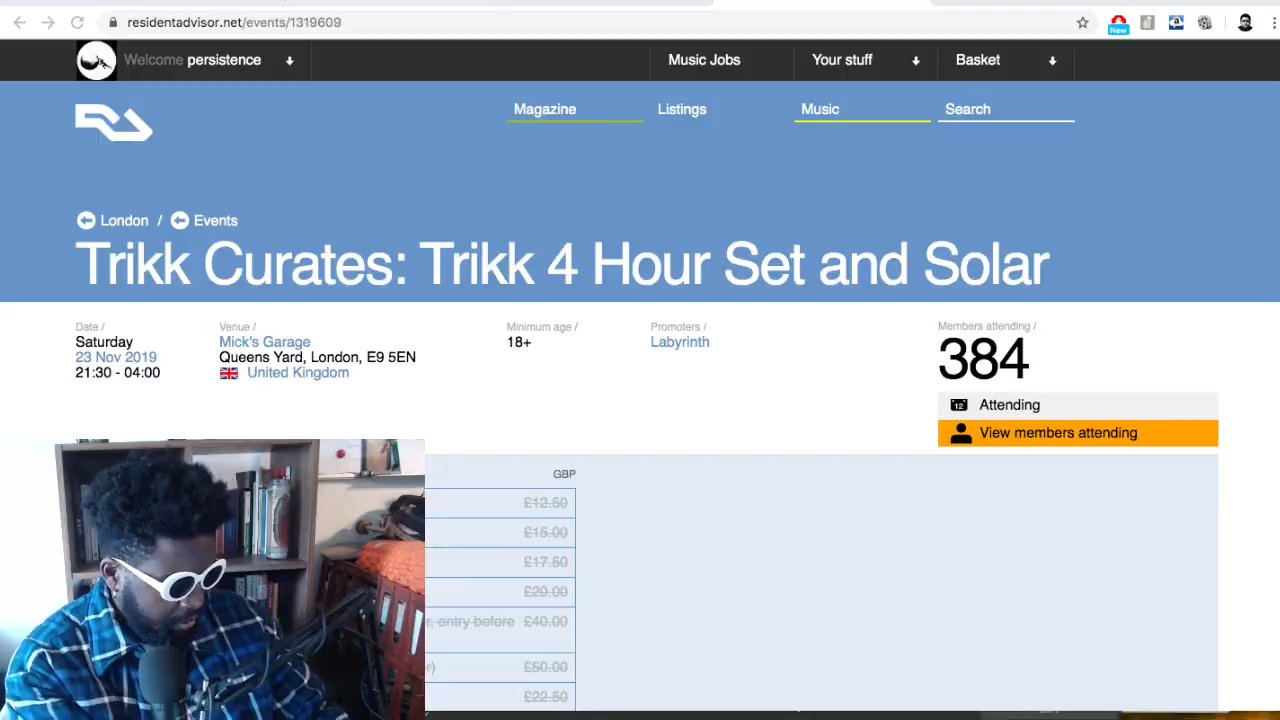 residentadvisor.net/events/1319609
New
Welcome persistence
Music Jobs
Your stuff
Basket
Magazine
Listings
Music
Search
London / Events
Trikk Curates: Trikk 4 Hour Set and Solar
Date /
Saturday
23 Nov 2019
21:30 - 04:00
Venue /
Mick's Garage
Queens Yard, London, E9 5EN
United Kingdom
Minimum age /
18+
Promoters /
Labyrinth
Members attending /
384
12 Attending
View members attending
GBP
£12.50
£15.00
£17.50
£20.00
r, entry before £40.00
r) £50.00
£22.50